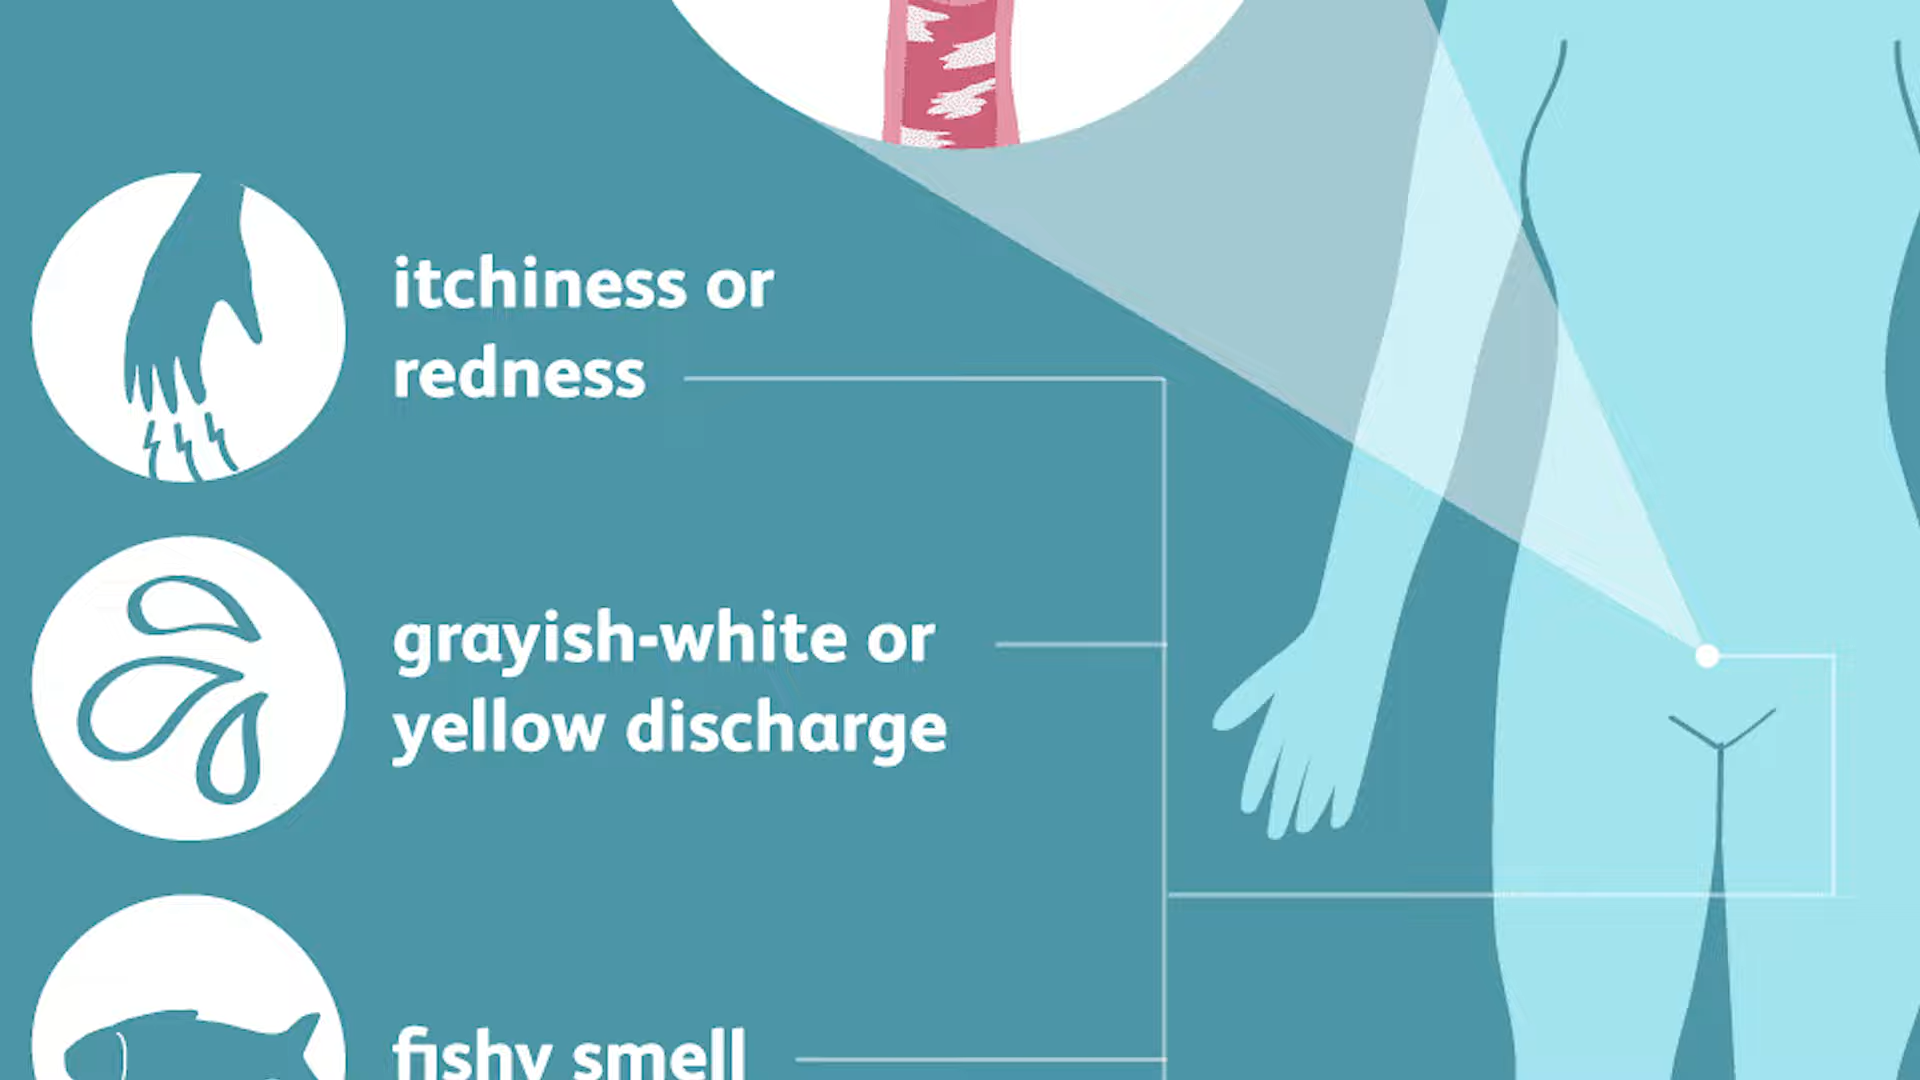 itchiness or
redness
grayish-white or
yellow discharge
fishy smell